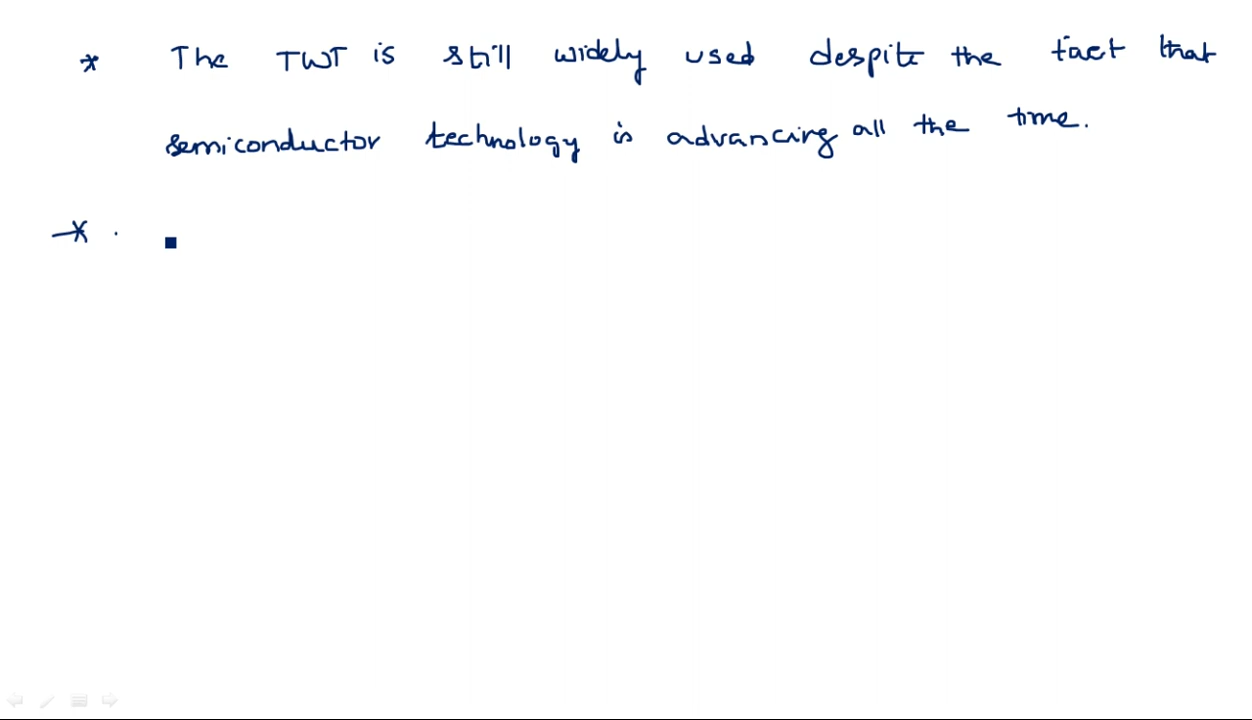 * The TWT is still widely used despite the fact that
semiconductor technology is advancing all the time.
*